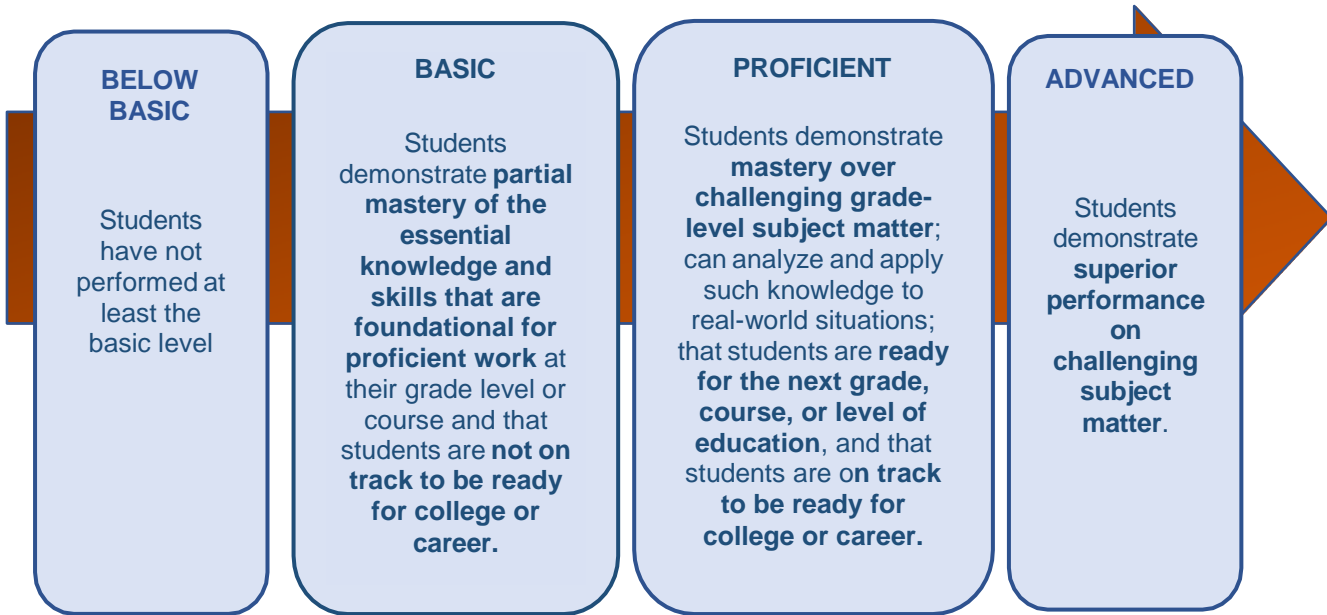 BELOW
BASIC
Students
have not
performed at
least the
basic level
BASIC
Students
demonstrate partial
mastery of the
essential
knowledge and
skills that are
foundational for
proficient work at
their grade level or
course and that
students are not on
track to be ready
for college or
career.
PROFICIENT
Students demonstrate
mastery over
challenging grade-
level subject matter;
can analyze and apply
such knowledge to
real-world situations;
that students are ready
for the next grade,
course, or level of
education, and that
students are on track
to be ready for
college or career.
ADVANCED
Students
demonstrate
superior
performance
on
challenging
subject
matter.